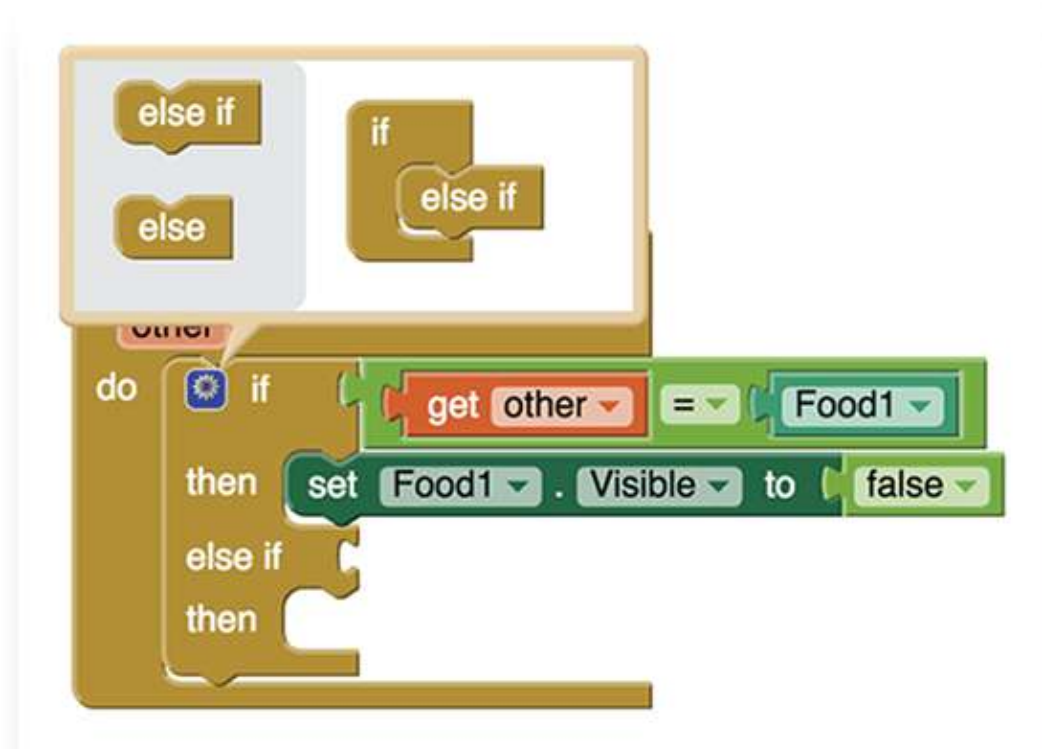 else if
if
else if
else
other
do if get other = Food1
then set Food1 . Visible to false
else if
then